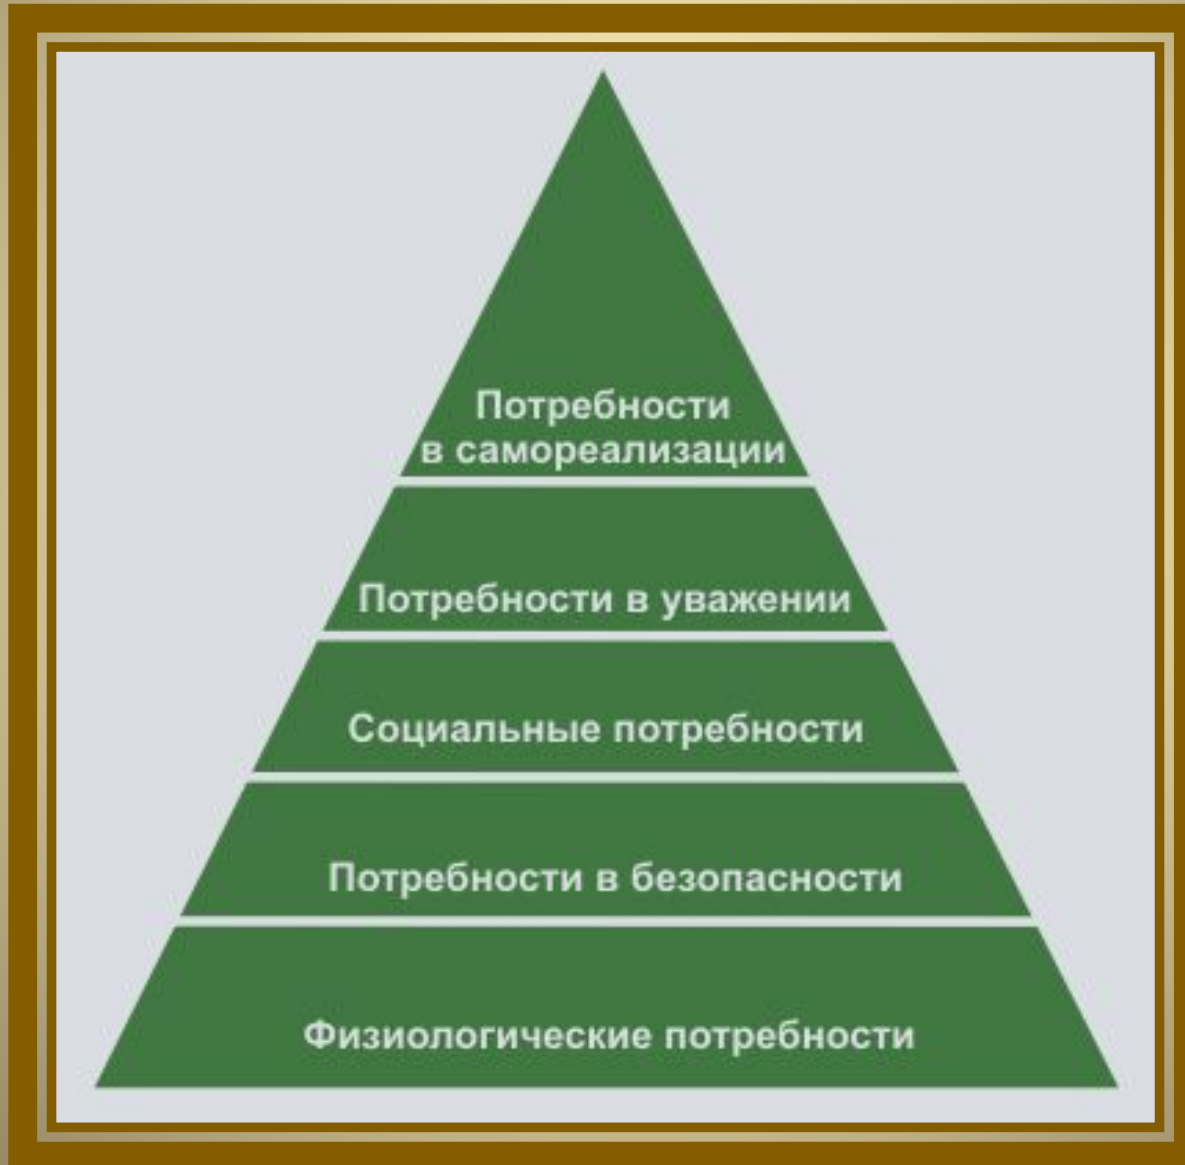 Потребности
в самореализации
Потребности в уважении
Социальные потребности
Потребности в безопасности
Физиологические потребности